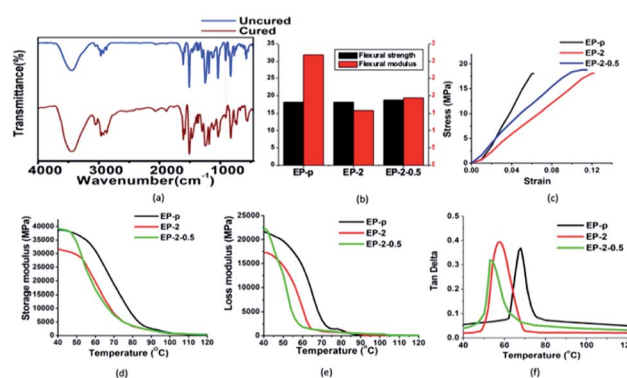 Uncured
Cured
Transmittance(%)
4000 3000 2000 1000
Wavenumber(cm⁻¹)
(a)
Flexural strength
Flexural modulus
35
30
25
20
15
10
5
0
EP-p EP-2 EP-2-0.5
(b)
EP-p
EP-2
EP-2-0.5
Stress (MPa)
25
20
15
10
5
0
0.00 0.04 0.08 0.12
Strain
(c)
EP-p
EP-2
EP-2-0.5
Storage modulus (MPa)
40000
35000
30000
25000
20000
15000
10000
5000
0
40 50 60 70 80 90 100 110 120
Temperature (°C)
(d)
EP-p
EP-2
EP-2-0.5
Loss modulus (MPa)
25000
20000
15000
10000
5000
0
40 50 60 70 80 90 100 110 120
Temperature (°C)
(e)
EP-p
EP-2
EP-2-0.5
Tan Delta
0.5
0.4
0.3
0.2
0.1
0.0
40 60 80 100 120
Temperature (°C)
(f)